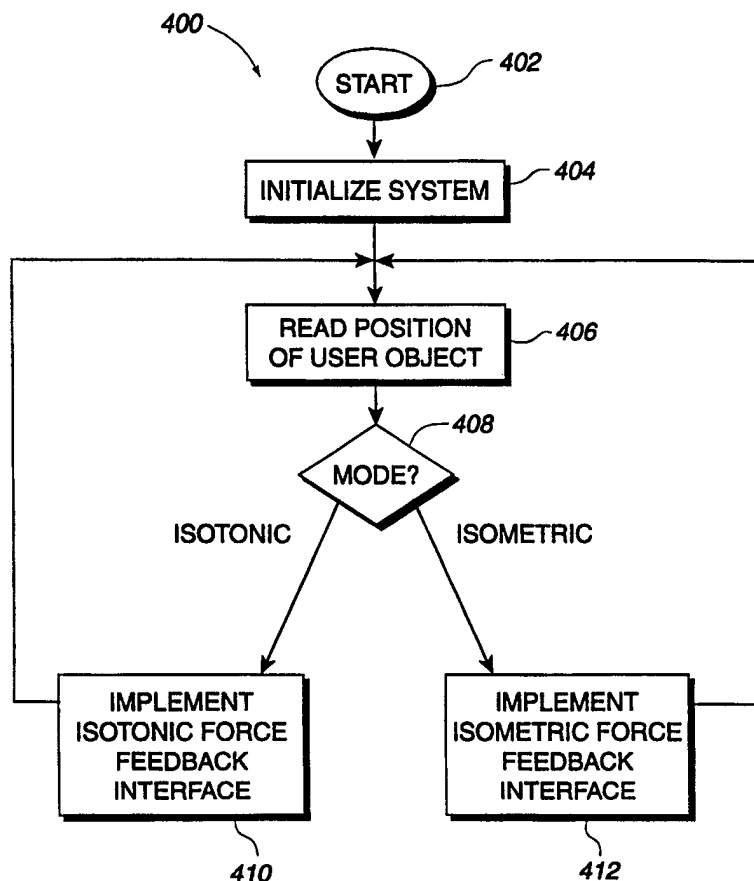 400
START
402
INITIALIZE SYSTEM
404
READ POSITION
OF USER OBJECT
406
408
MODE?
ISOTONIC
ISOMETRIC
IMPLEMENT
ISOTONIC FORCE
FEEDBACK
INTERFACE
IMPLEMENT
ISOMETRIC FORCE
FEEDBACK
INTERFACE
410
412